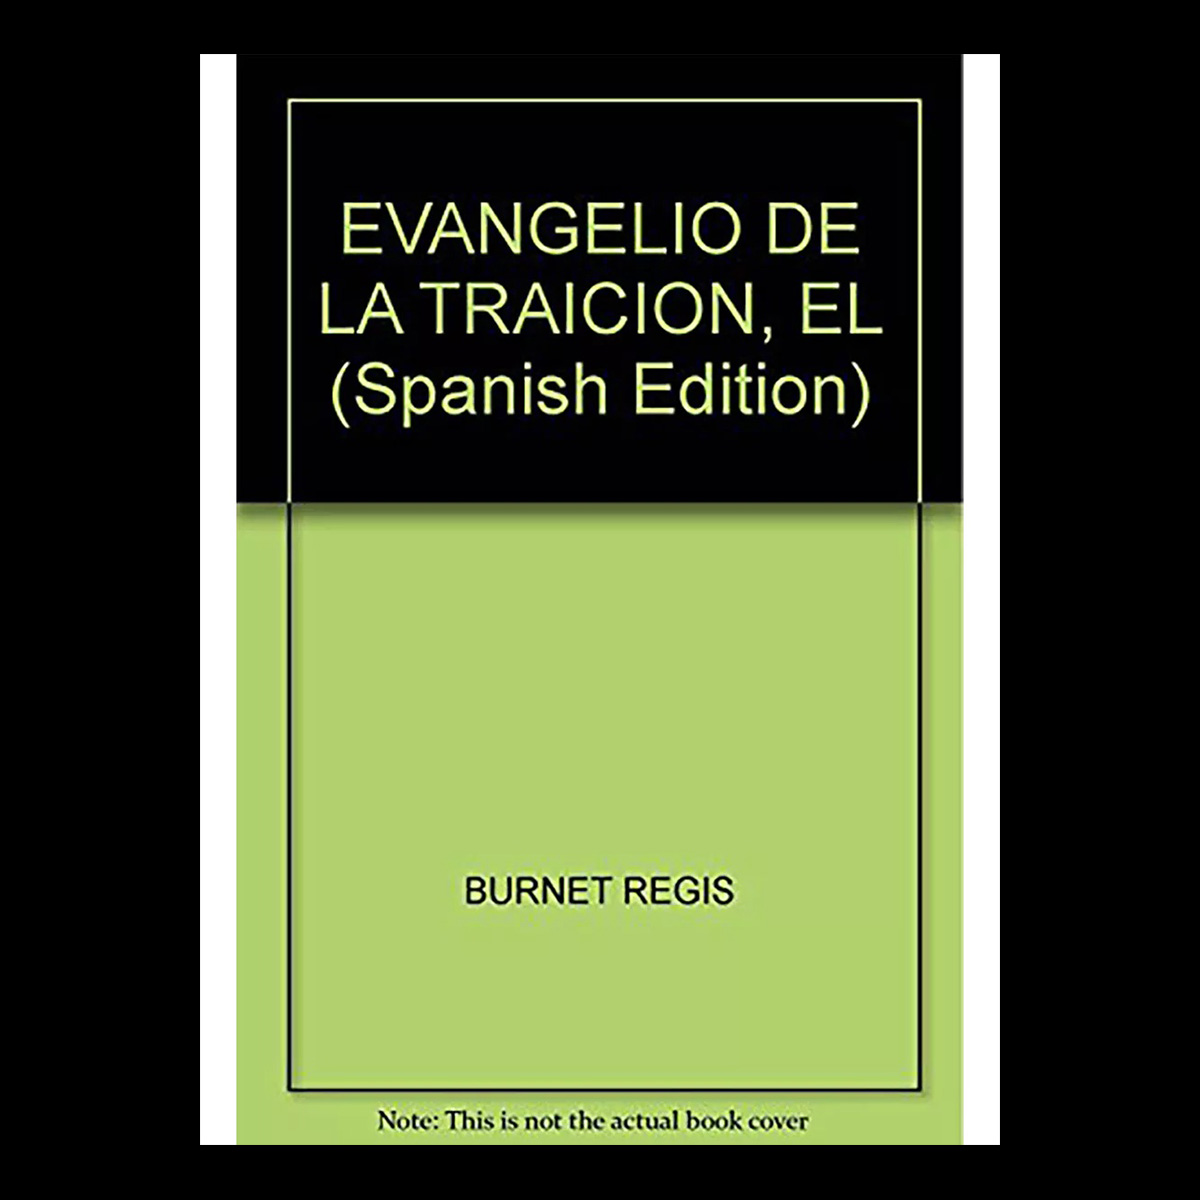 EVANGELIO DE
LA TRAICION, EL
(Spanish Edition)
BURNET REGIS
Note: This is not the actual book cover